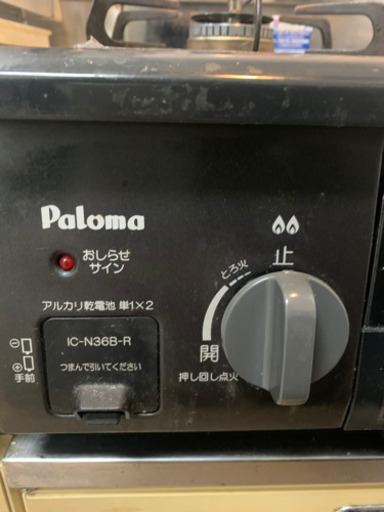 Paloma
おしらせ
サイン
アルカリ乾電池 単1×2
IC-N36B-R
つまんで引いてください
⊖
⊕
手前
止
とろ火
開
押し回し点火